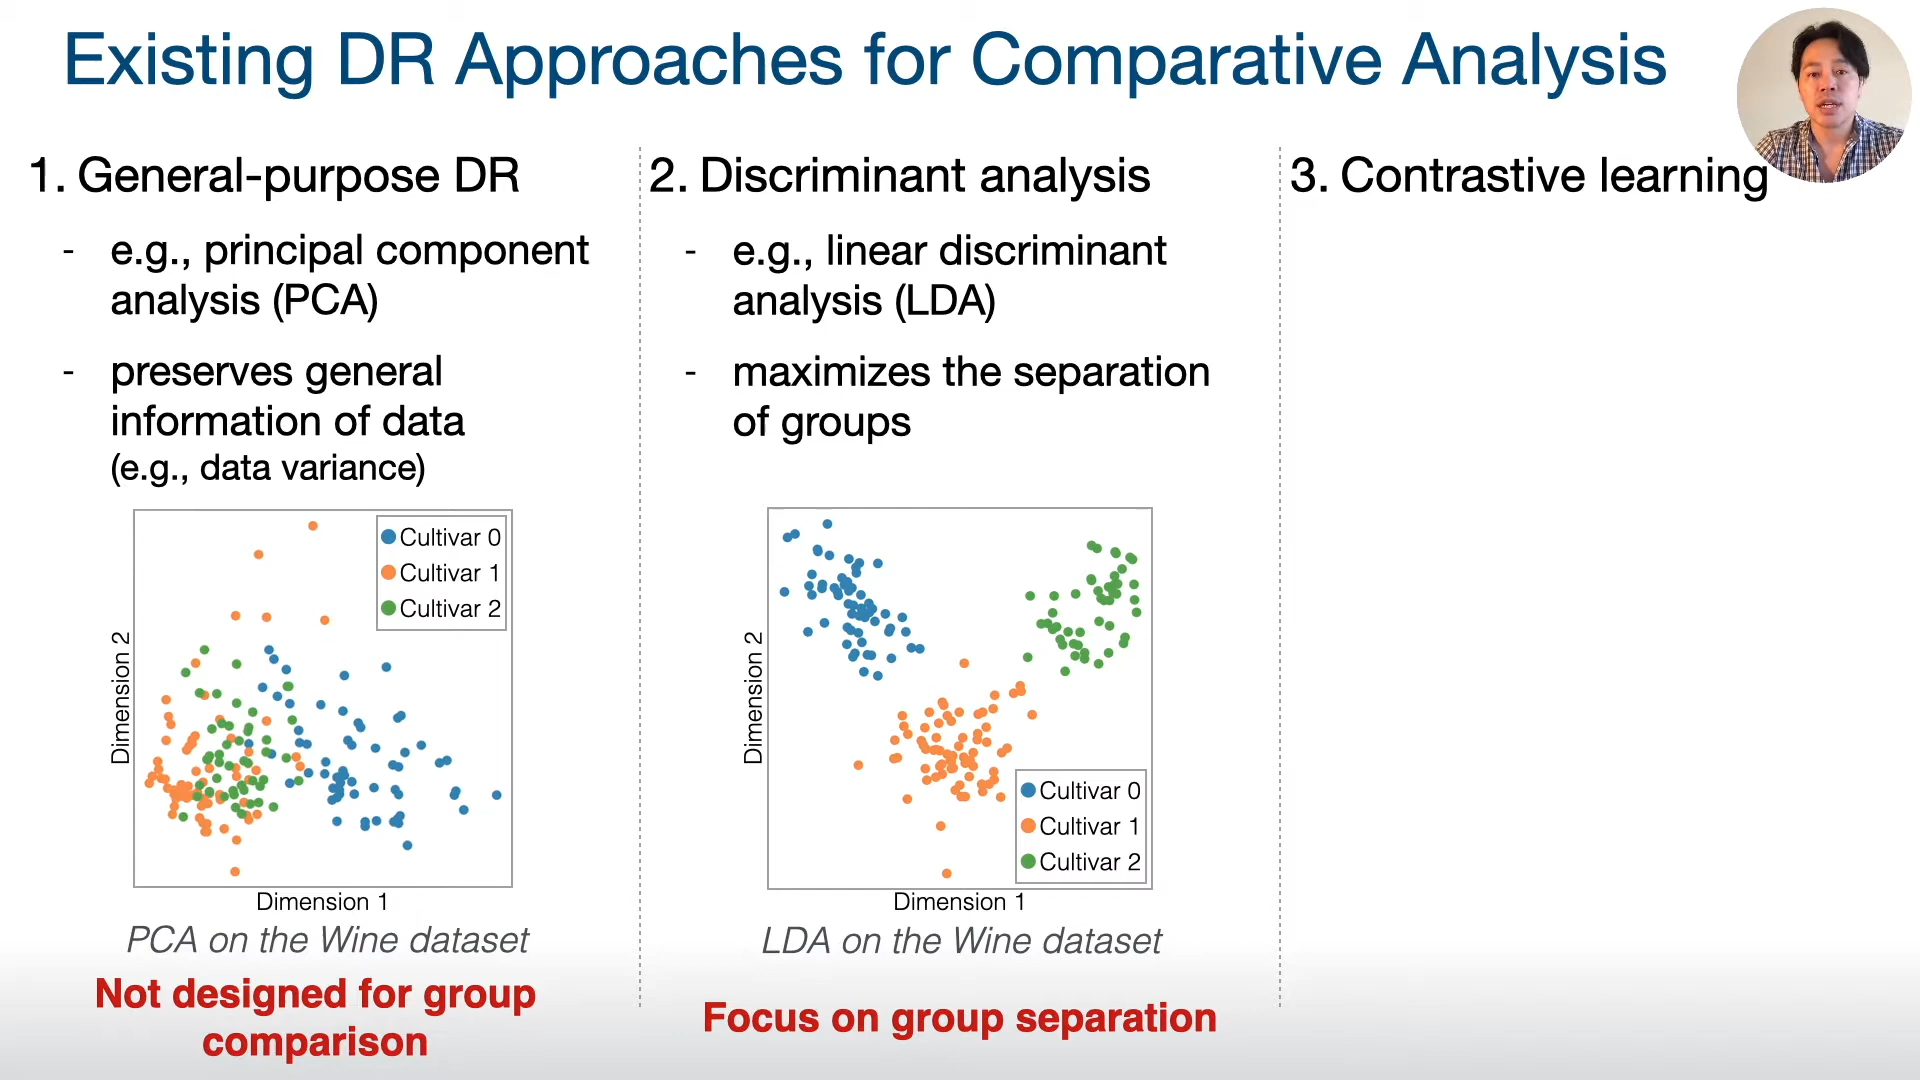 Existing DR Approaches for Comparative Analysis
1. General-purpose DR
- e.g., principal component
analysis (PCA)
- preserves general
information of data
(e.g., data variance)
Cultivar 0
Cultivar 1
Cultivar 2
Dimension 2
Dimension 1
PCA on the Wine dataset
Not designed for group
comparison
2. Discriminant analysis
- e.g., linear discriminant
analysis (LDA)
- maximizes the separation
of groups
Dimension 2
Cultivar 0
Cultivar 1
Cultivar 2
Dimension 1
LDA on the Wine dataset
Focus on group separation
3. Contrastive learning